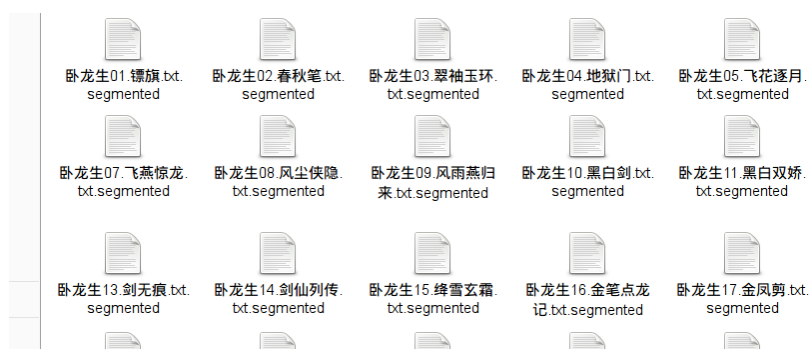 卧龙生01.镖旗.txt.
segmented
卧龙生02.春秋笔.txt.
segmented
卧龙生03.翠袖玉环.
txt.segmented
卧龙生04.地狱门.txt.
segmented
卧龙生05.飞花逐月.
txt.segmented
卧龙生07.飞燕惊龙.
txt.segmented
卧龙生08.风尘侠隐.
txt.segmented
卧龙生09.风雨燕归
来.txt.segmented
卧龙生10.黑白剑.txt.
segmented
卧龙生11.黑白双娇.
txt.segmented
卧龙生13.剑无痕.txt.
segmented
卧龙生14.剑仙列传.
txt.segmented
卧龙生15.绛雪玄霜.
txt.segmented
卧龙生16.金笔点龙
记.txt.segmented
卧龙生17.金凤剪.txt.
segmented